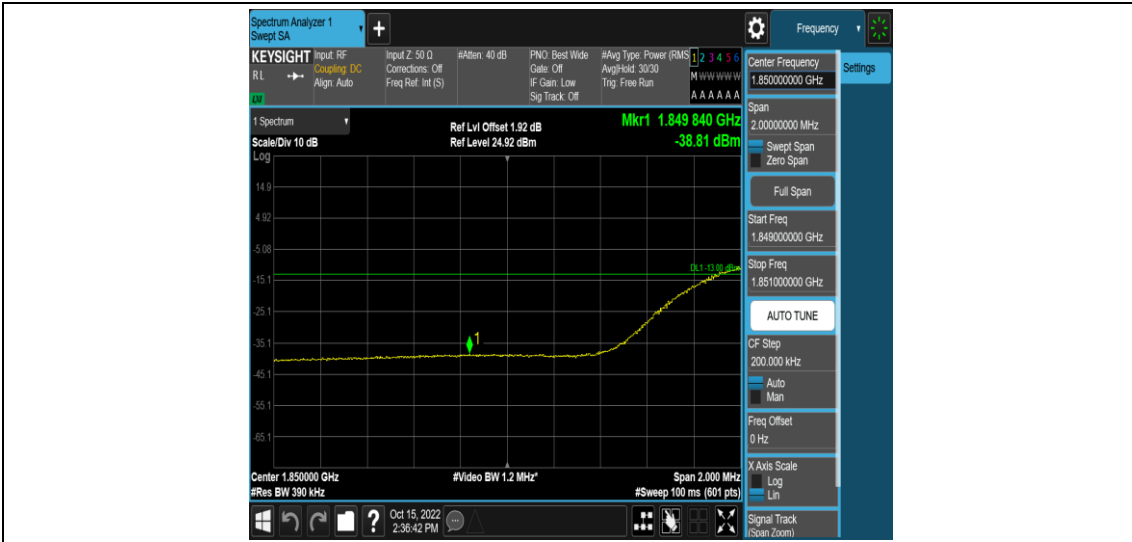 Spectrum Analyzer 1
Swept SA
Frequency
KEYSIGHT
RL
Input: RF
Coupling: DC
Align: Auto
Input Z: 50 Ω
Corrections: Off
Freq Ref: Int (S)
#Atten: 40 dB
PNO: Best Wide
Gate: Off
IF Gain: Low
Sig Track: Off
#Avg Type: Power (RMS
Avg|Hold: 30/30
Trig: Free Run
1 2 3 4 5 6
M W W W W W
A A A A A A
1 Spectrum
Scale/Div 10 dB
Ref Lvl Offset 1.92 dB
Ref Level 24.92 dBm
Mkr1 1.849 840 GHz
-38.81 dBm
Log
14.9
4.92
-5.08
-15.1
-25.1
-35.1
-45.1
-55.1
-65.1
DL1 -13.00 dBm
1
Center 1.850000 GHz
#Res BW 390 kHz
#Video BW 1.2 MHz*
Span 2.000 MHz
#Sweep 100 ms (601 pts)
Center Frequency
1.850000000 GHz
Settings
Span
2.00000000 MHz
Swept Span
Zero Span
Full Span
Start Freq
1.849000000 GHz
Stop Freq
1.851000000 GHz
AUTO TUNE
CF Step
200.000 kHz
Auto
Man
Freq Offset
0 Hz
X Axis Scale
Log
Lin
Signal Track
(Span Zoom)
Oct 15, 2022
2:36:42 PM